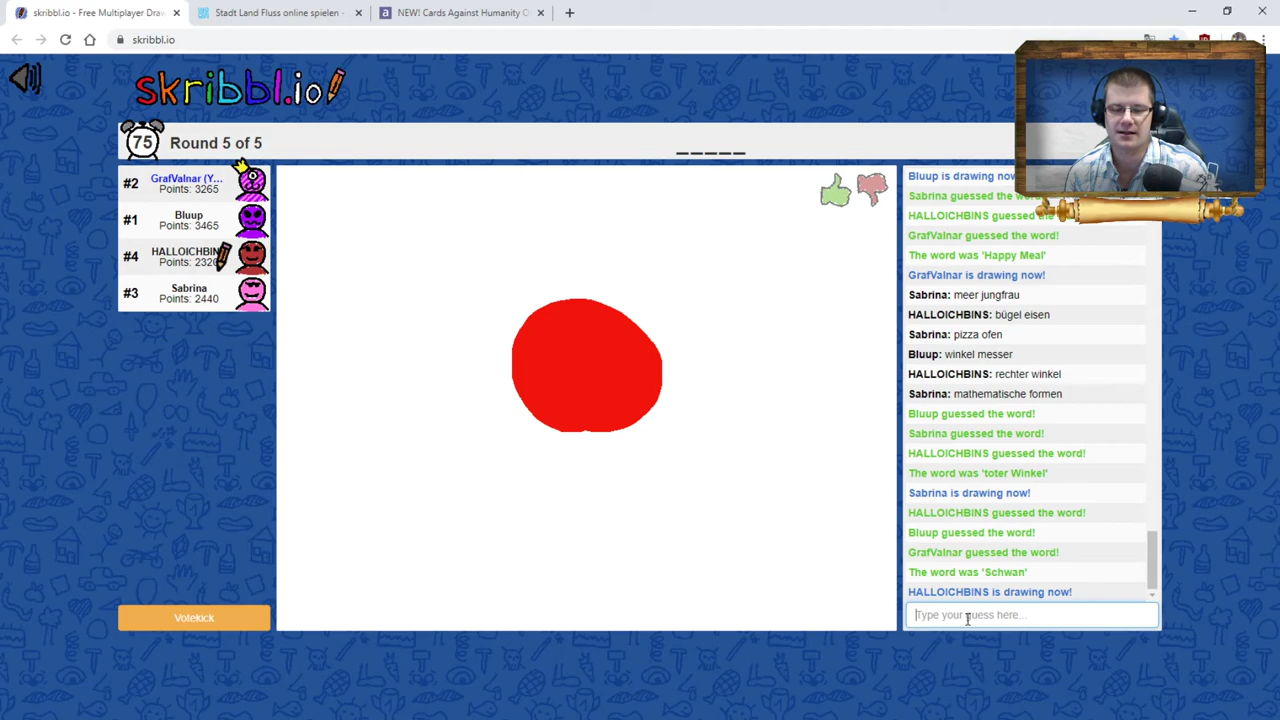 skribbl.io - Free Multiplayer Draw
Stadt Land Fluss online spielen -
NEW! Cards Against Humanity O
skribbl.io
skribbl.io
75
Round 5 of 5
_____
#2
GrafValnar (Y...
Points: 3265
#1
Bluup
Points: 3465
#4
HALLOICHBIN
Points: 2320
#3
Sabrina
Points: 2440
Votekick
Bluup is drawing now
Sabrina guessed the wor
HALLOICHBINS guessed the
GrafValnar guessed the word!
The word was 'Happy Meal'
GrafValnar is drawing now!
Sabrina: meer jungfrau
HALLOICHBINS: bügel eisen
Sabrina: pizza ofen
Bluup: winkel messer
HALLOICHBINS: rechter winkel
Sabrina: mathematische formen
Bluup guessed the word!
Sabrina guessed the word!
HALLOICHBINS guessed the word!
The word was 'toter Winkel'
Sabrina is drawing now!
HALLOICHBINS guessed the word!
Bluup guessed the word!
GrafValnar guessed the word!
The word was 'Schwan'
HALLOICHBINS is drawing now!
Type your guess here...